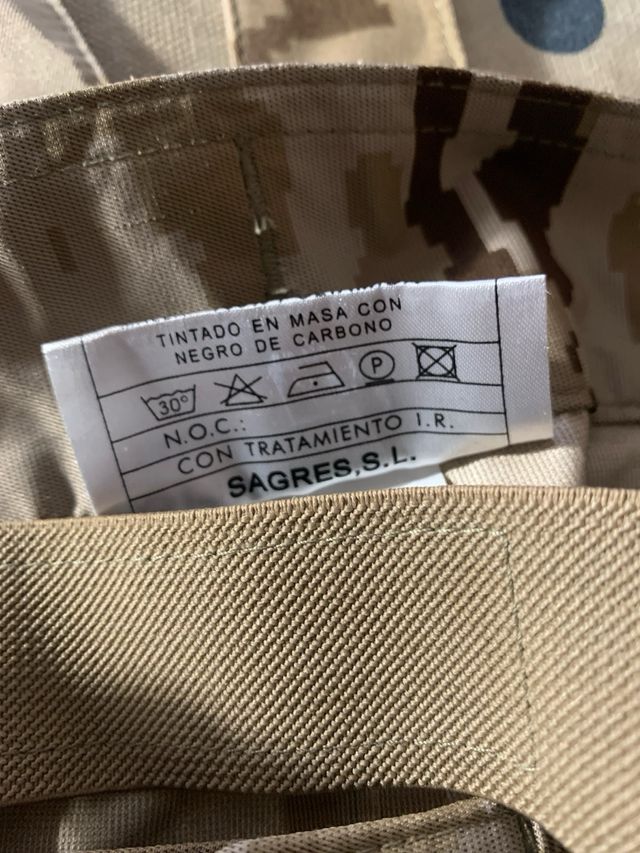 TINTADO EN MASA CON
NEGRO DE CARBONO
30° P
N.O.C.:
CON TRATAMIENTO I.R.
SAGRES,S.L.